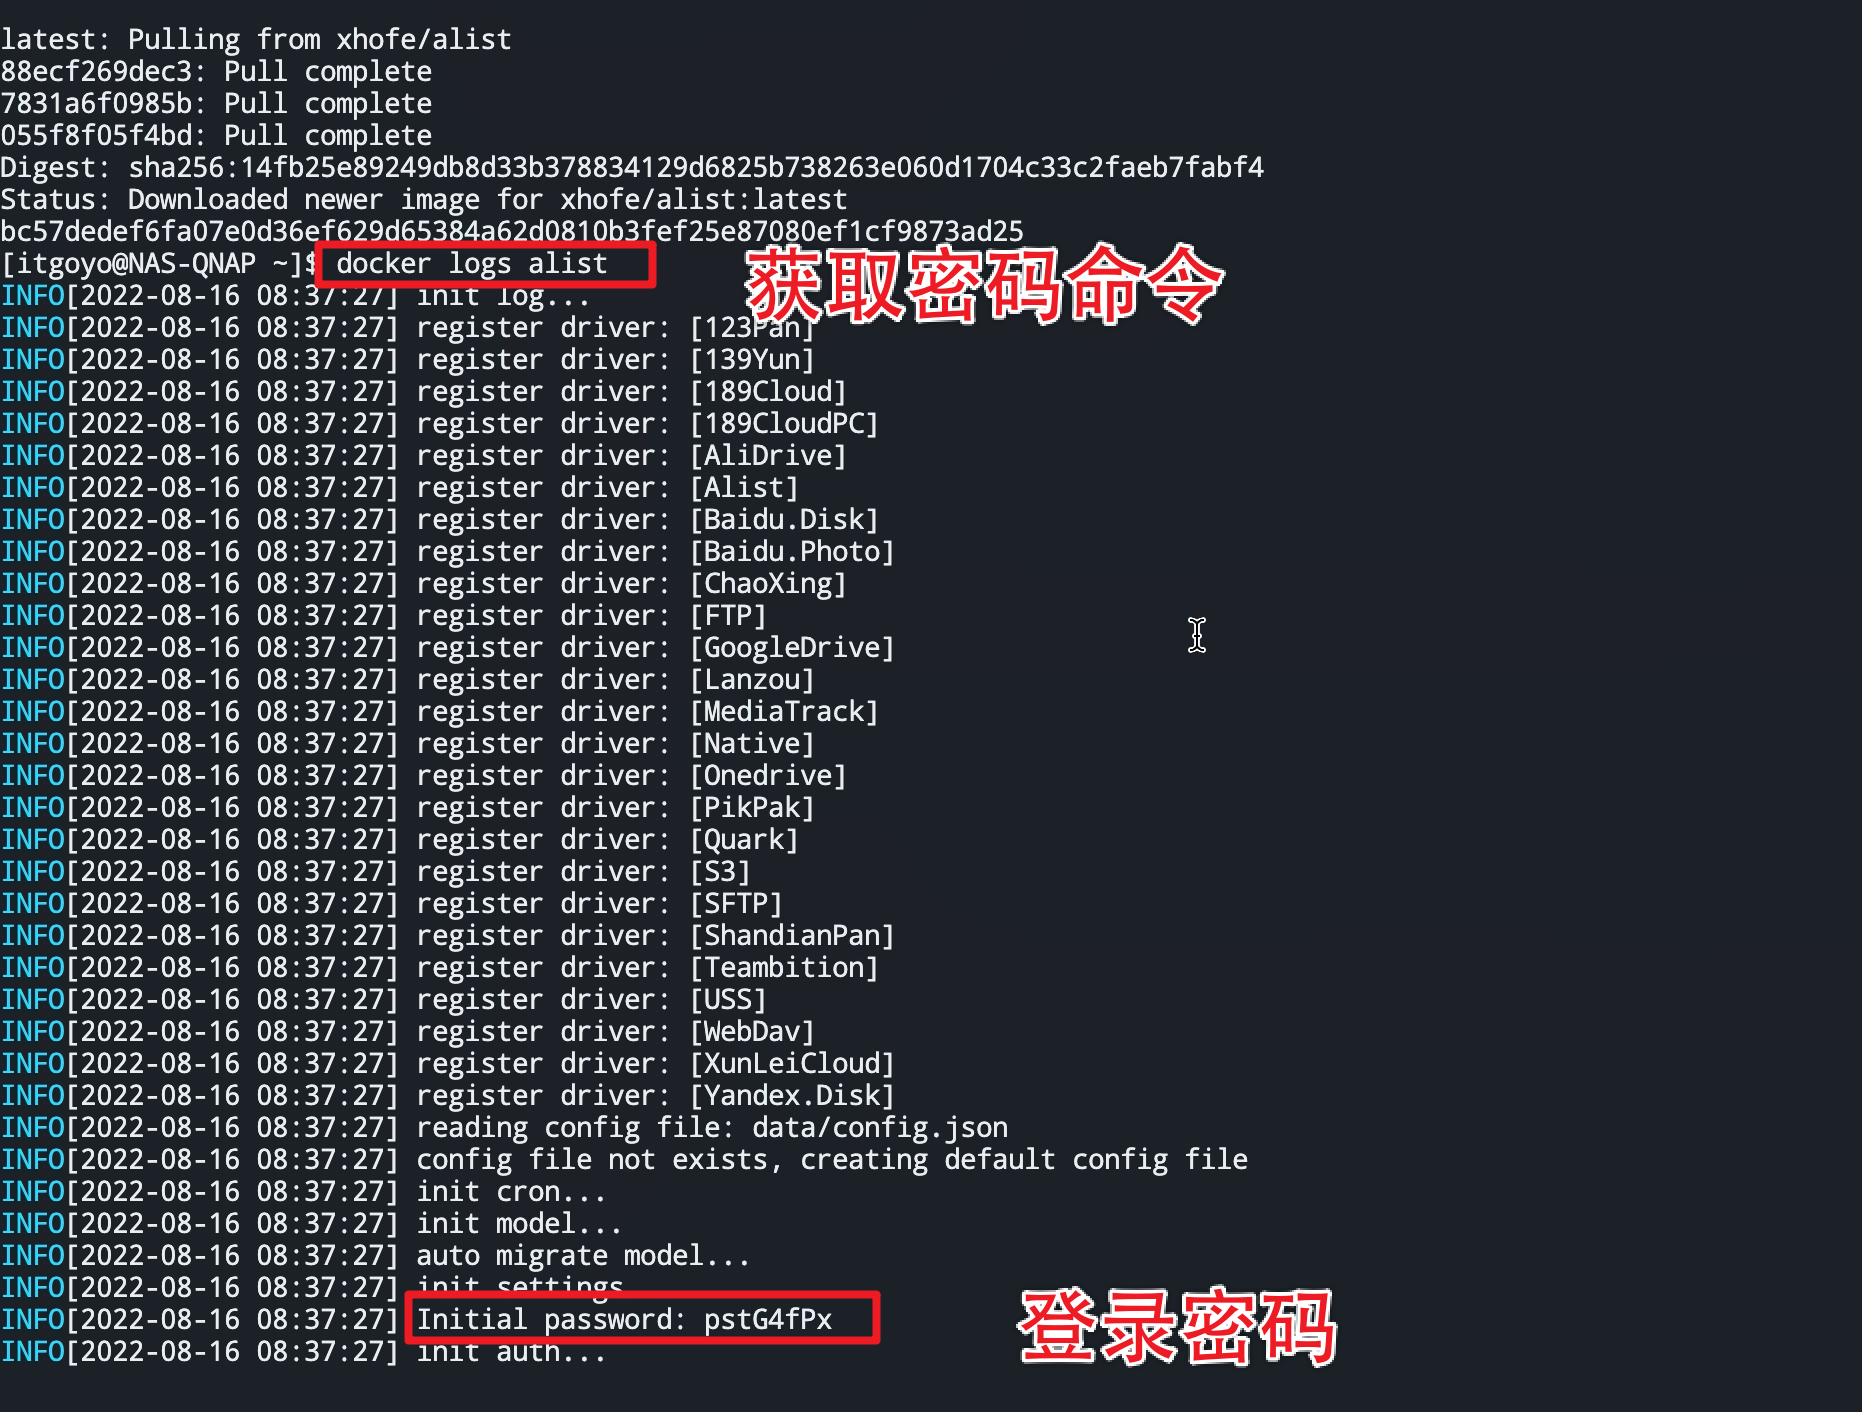 latest: Pulling from xhofe/alist
88ecf269dec3: Pull complete
7831a6f0985b: Pull complete
055f8f05f4bd: Pull complete
Digest: sha256:14fb25e89249db8d33b378834129d6825b738263e060d1704c33c2faeb7fabf4
Status: Downloaded newer image for xhofe/alist:latest
bc57dedef6fa07e0d36ef629d65384a62d0810b3fef25e87080ef1cf9873ad25
[itgoyo@NAS-QNAP ~]$ docker logs alist
获取密码命令
INFO[2022-08-16 08:37:27] init log...
INFO[2022-08-16 08:37:27] register driver: [123Pan]
INFO[2022-08-16 08:37:27] register driver: [139Yun]
INFO[2022-08-16 08:37:27] register driver: [189Cloud]
INFO[2022-08-16 08:37:27] register driver: [189CloudPC]
INFO[2022-08-16 08:37:27] register driver: [AliDrive]
INFO[2022-08-16 08:37:27] register driver: [Alist]
INFO[2022-08-16 08:37:27] register driver: [Baidu.Disk]
INFO[2022-08-16 08:37:27] register driver: [Baidu.Photo]
INFO[2022-08-16 08:37:27] register driver: [ChaoXing]
INFO[2022-08-16 08:37:27] register driver: [FTP]
INFO[2022-08-16 08:37:27] register driver: [GoogleDrive]
INFO[2022-08-16 08:37:27] register driver: [Lanzou]
INFO[2022-08-16 08:37:27] register driver: [MediaTrack]
INFO[2022-08-16 08:37:27] register driver: [Native]
INFO[2022-08-16 08:37:27] register driver: [Onedrive]
INFO[2022-08-16 08:37:27] register driver: [PikPak]
INFO[2022-08-16 08:37:27] register driver: [Quark]
INFO[2022-08-16 08:37:27] register driver: [S3]
INFO[2022-08-16 08:37:27] register driver: [SFTP]
INFO[2022-08-16 08:37:27] register driver: [ShandianPan]
INFO[2022-08-16 08:37:27] register driver: [Teambition]
INFO[2022-08-16 08:37:27] register driver: [USS]
INFO[2022-08-16 08:37:27] register driver: [WebDav]
INFO[2022-08-16 08:37:27] register driver: [XunLeiCloud]
INFO[2022-08-16 08:37:27] register driver: [Yandex.Disk]
INFO[2022-08-16 08:37:27] reading config file: data/config.json
INFO[2022-08-16 08:37:27] config file not exists, creating default config file
INFO[2022-08-16 08:37:27] init cron...
INFO[2022-08-16 08:37:27] init model...
INFO[2022-08-16 08:37:27] auto migrate model...
INFO[2022-08-16 08:37:27] init settings
INFO[2022-08-16 08:37:27] Initial password: pstG4fPx
登录密码
INFO[2022-08-16 08:37:27] init auth...